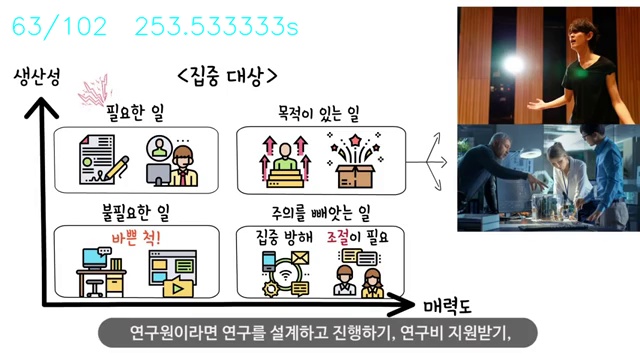 63/102 253.533333s
생산성
<집중 대상>
필요한 일
목적이 있는 일
불필요한 일
바쁜 척!
주의를 빼앗는 일
집중 방해 조절이 필요
매력도
연구원이라면 연구를 설계하고 진행하기, 연구비 지원받기,